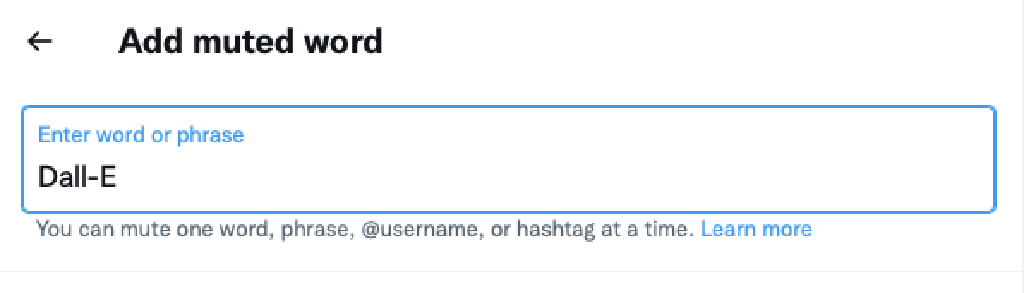 Add muted word
Enter word or phrase
Dall-E
You can mute one word, phrase, @username, or hashtag at a time. Learn more